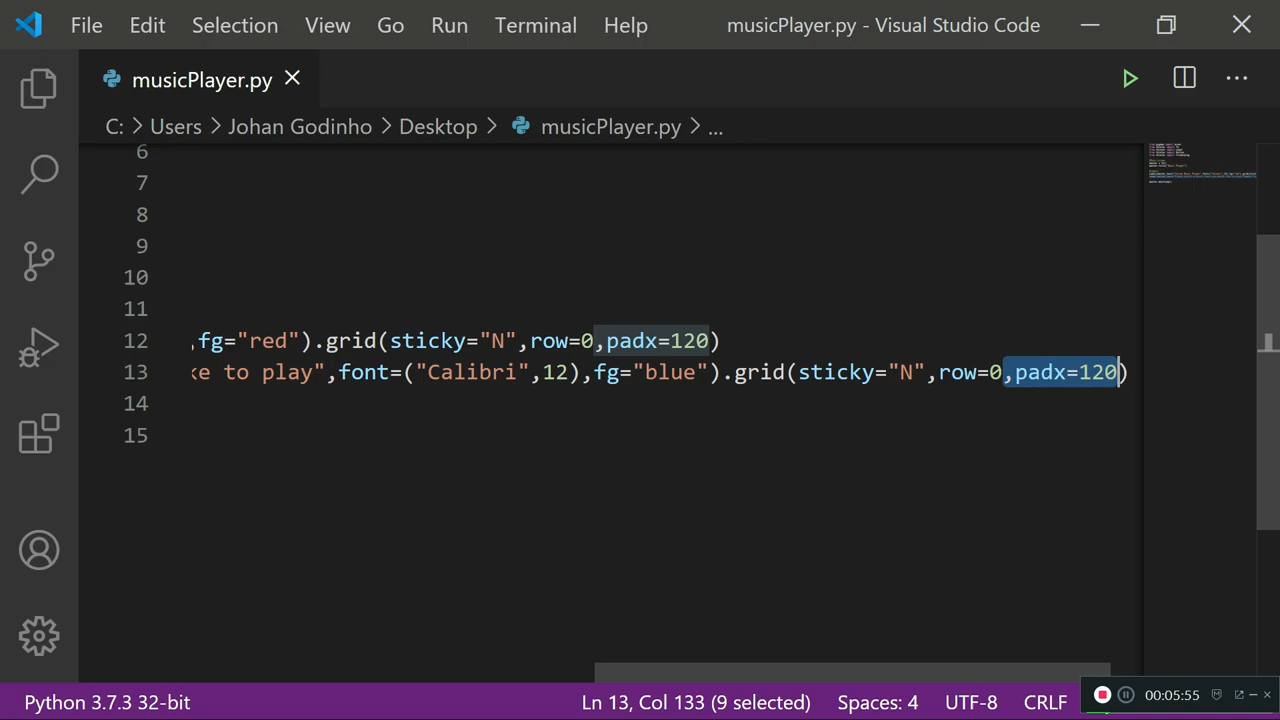 File Edit Selection View Go Run Terminal Help musicPlayer.py - Visual Studio Code
musicPlayer.py
C: > Users > Johan Godinho > Desktop > musicPlayer.py > ...
6
7
8
9
10
11
12 ,fg="red").grid(sticky="N",row=0,padx=120)
13 ke to play",font=("Calibri",12),fg="blue").grid(sticky="N",row=0,padx=120)
14
15
Python 3.7.3 32-bit Ln 13, Col 133 (9 selected) Spaces: 4 UTF-8 CRLF 00:05:55